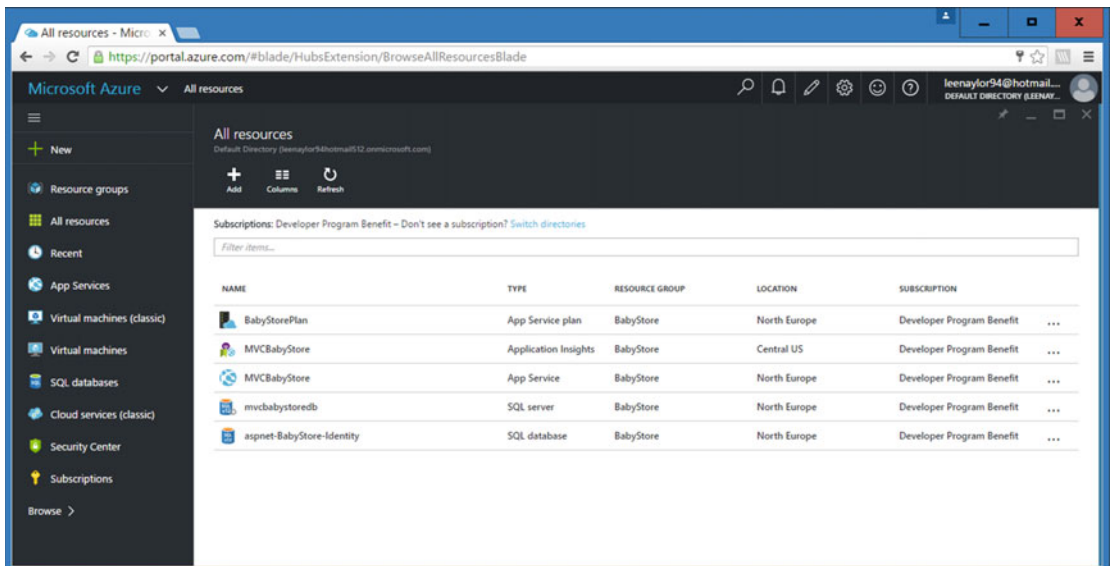 All resources - Micro
https://portal.azure.com/#blade/HubsExtension/BrowseAllResourcesBlade
Microsoft Azure All resources
leenaylor94@hotmail....
DEFAULT DIRECTORY (LEENAY...
New
Resource groups
All resources
Recent
App Services
Virtual machines (classic)
Virtual machines
SQL databases
Cloud services (classic)
Security Center
Subscriptions
Browse >
All resources
Default Directory (leenaylor94hotmail512.onmicrosoft.com)
Add Columns Refresh
Subscriptions: Developer Program Benefit – Don't see a subscription? Switch directories
Filter items...
NAME TYPE RESOURCE GROUP LOCATION SUBSCRIPTION
BabyStorePlan App Service plan BabyStore North Europe Developer Program Benefit ...
MVCBabyStore Application Insights BabyStore Central US Developer Program Benefit ...
MVCBabyStore App Service BabyStore North Europe Developer Program Benefit ...
mvcbabystoredb SQL server BabyStore North Europe Developer Program Benefit ...
aspnet-BabyStore-Identity SQL database BabyStore North Europe Developer Program Benefit ...